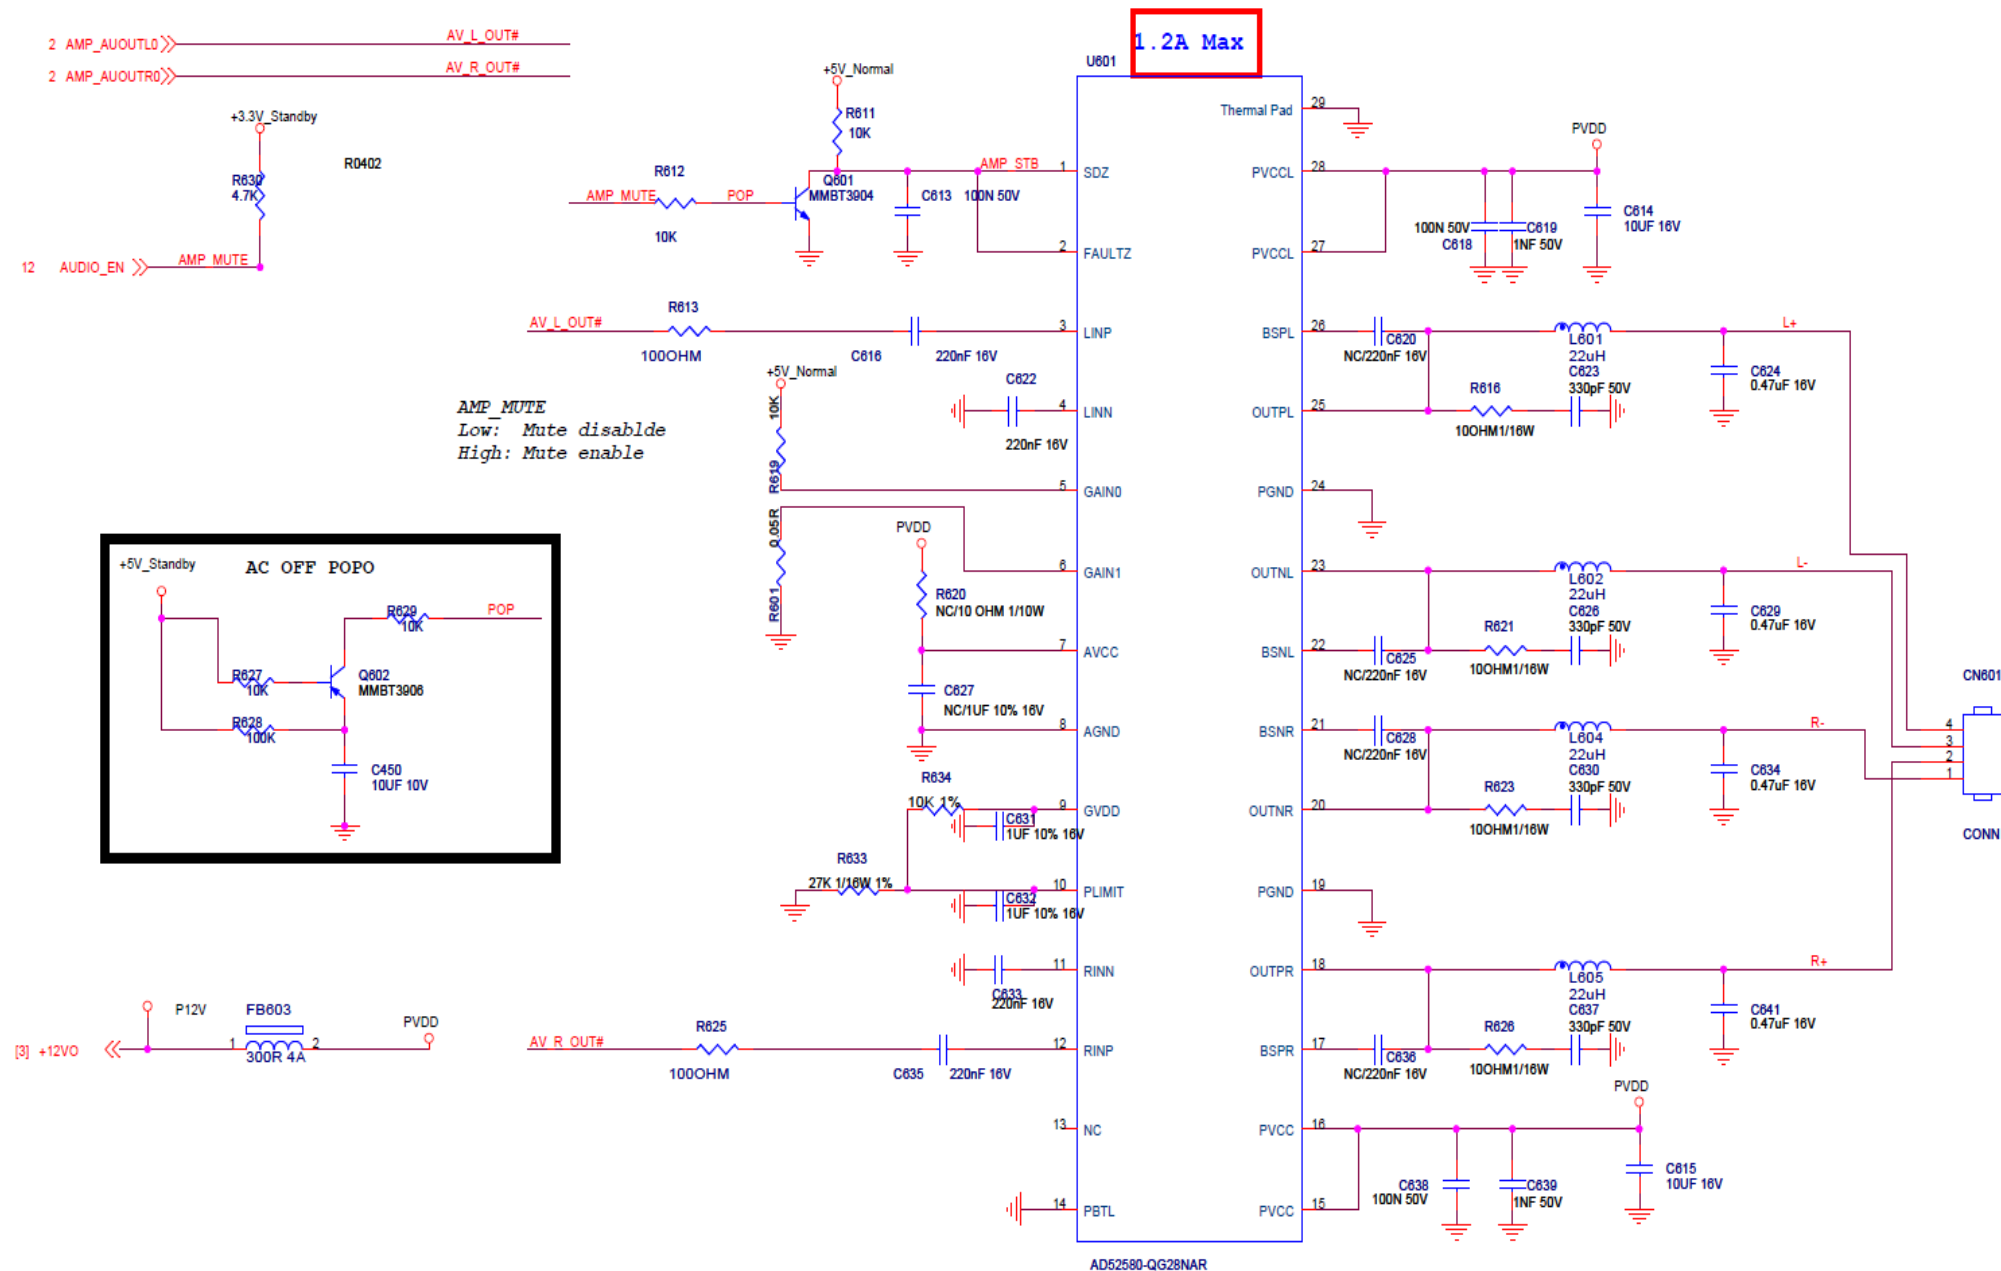 1.2A Max
2 AMP_AUOUTL0 AV_L_OUT#
2 AMP_AUOUTR0 AV_R_OUT#
+3.3V_Standby
R630
4.7K
R0402
12 AUDIO_EN AMP_MUTE
+5V_Normal
R611
10K
R612
AMP_MUTE
POP
10K
Q601
MMBT3904
C613 100N 50V
AMP_STB
AV_L_OUT#
R613
100OHM
C616
220nF 16V
C622
220nF 16V
AMP_MUTE
Low: Mute disablde
High: Mute enable
+5V_Normal
10K
R619
0.05R
R601
PVDD
R620
NC/10 OHM 1/10W
C627
NC/1UF 10% 16V
R634
10K 1%
C631
1UF 10% 16V
R633
27K 1/16W 1%
C632
1UF 10% 16V
C633
220nF 16V
AV_R_OUT#
R625
100OHM
C635
220nF 16V
+5V_Standby
AC OFF POPO
R629
10K
POP
R627
10K
Q602
MMBT3906
R628
100K
C450
10UF 10V
P12V
FB603
1
2
300R 4A
PVDD
[3] +12VO
U601
1 SDZ
2 FAULTZ
3 LINP
4 LINN
5 GAIN0
6 GAIN1
7 AVCC
8 AGND
9 GVDD
10 PLIMIT
11 RINN
12 RINP
13 NC
14 PBTL
Thermal Pad 29
PVCCL 28
PVCCL 27
BSPL 26
OUTPL 25
PGND 24
OUTNL 23
BSNL 22
BSNR 21
OUTNR 20
PGND 19
OUTPR 18
BSPR 17
PVCC 16
PVCC 15
AD52580-QG28NAR
PVDD
100N 50V
C618
C619
1NF 50V
C614
10UF 16V
C620
NC/220nF 16V
L601
22uH
C623
330pF 50V
R616
10OHM1/16W
C624
0.47uF 16V
L+
L602
22uH
C626
330pF 50V
R621
10OHM1/16W
C625
NC/220nF 16V
C629
0.47uF 16V
L-
C628
NC/220nF 16V
L604
22uH
C630
330pF 50V
R623
10OHM1/16W
C634
0.47uF 16V
R-
CN601
4
3
2
1
CONN
L605
22uH
C637
330pF 50V
R626
10OHM1/16W
C636
NC/220nF 16V
C641
0.47uF 16V
R+
PVDD
C638
100N 50V
C639
1NF 50V
C615
10UF 16V